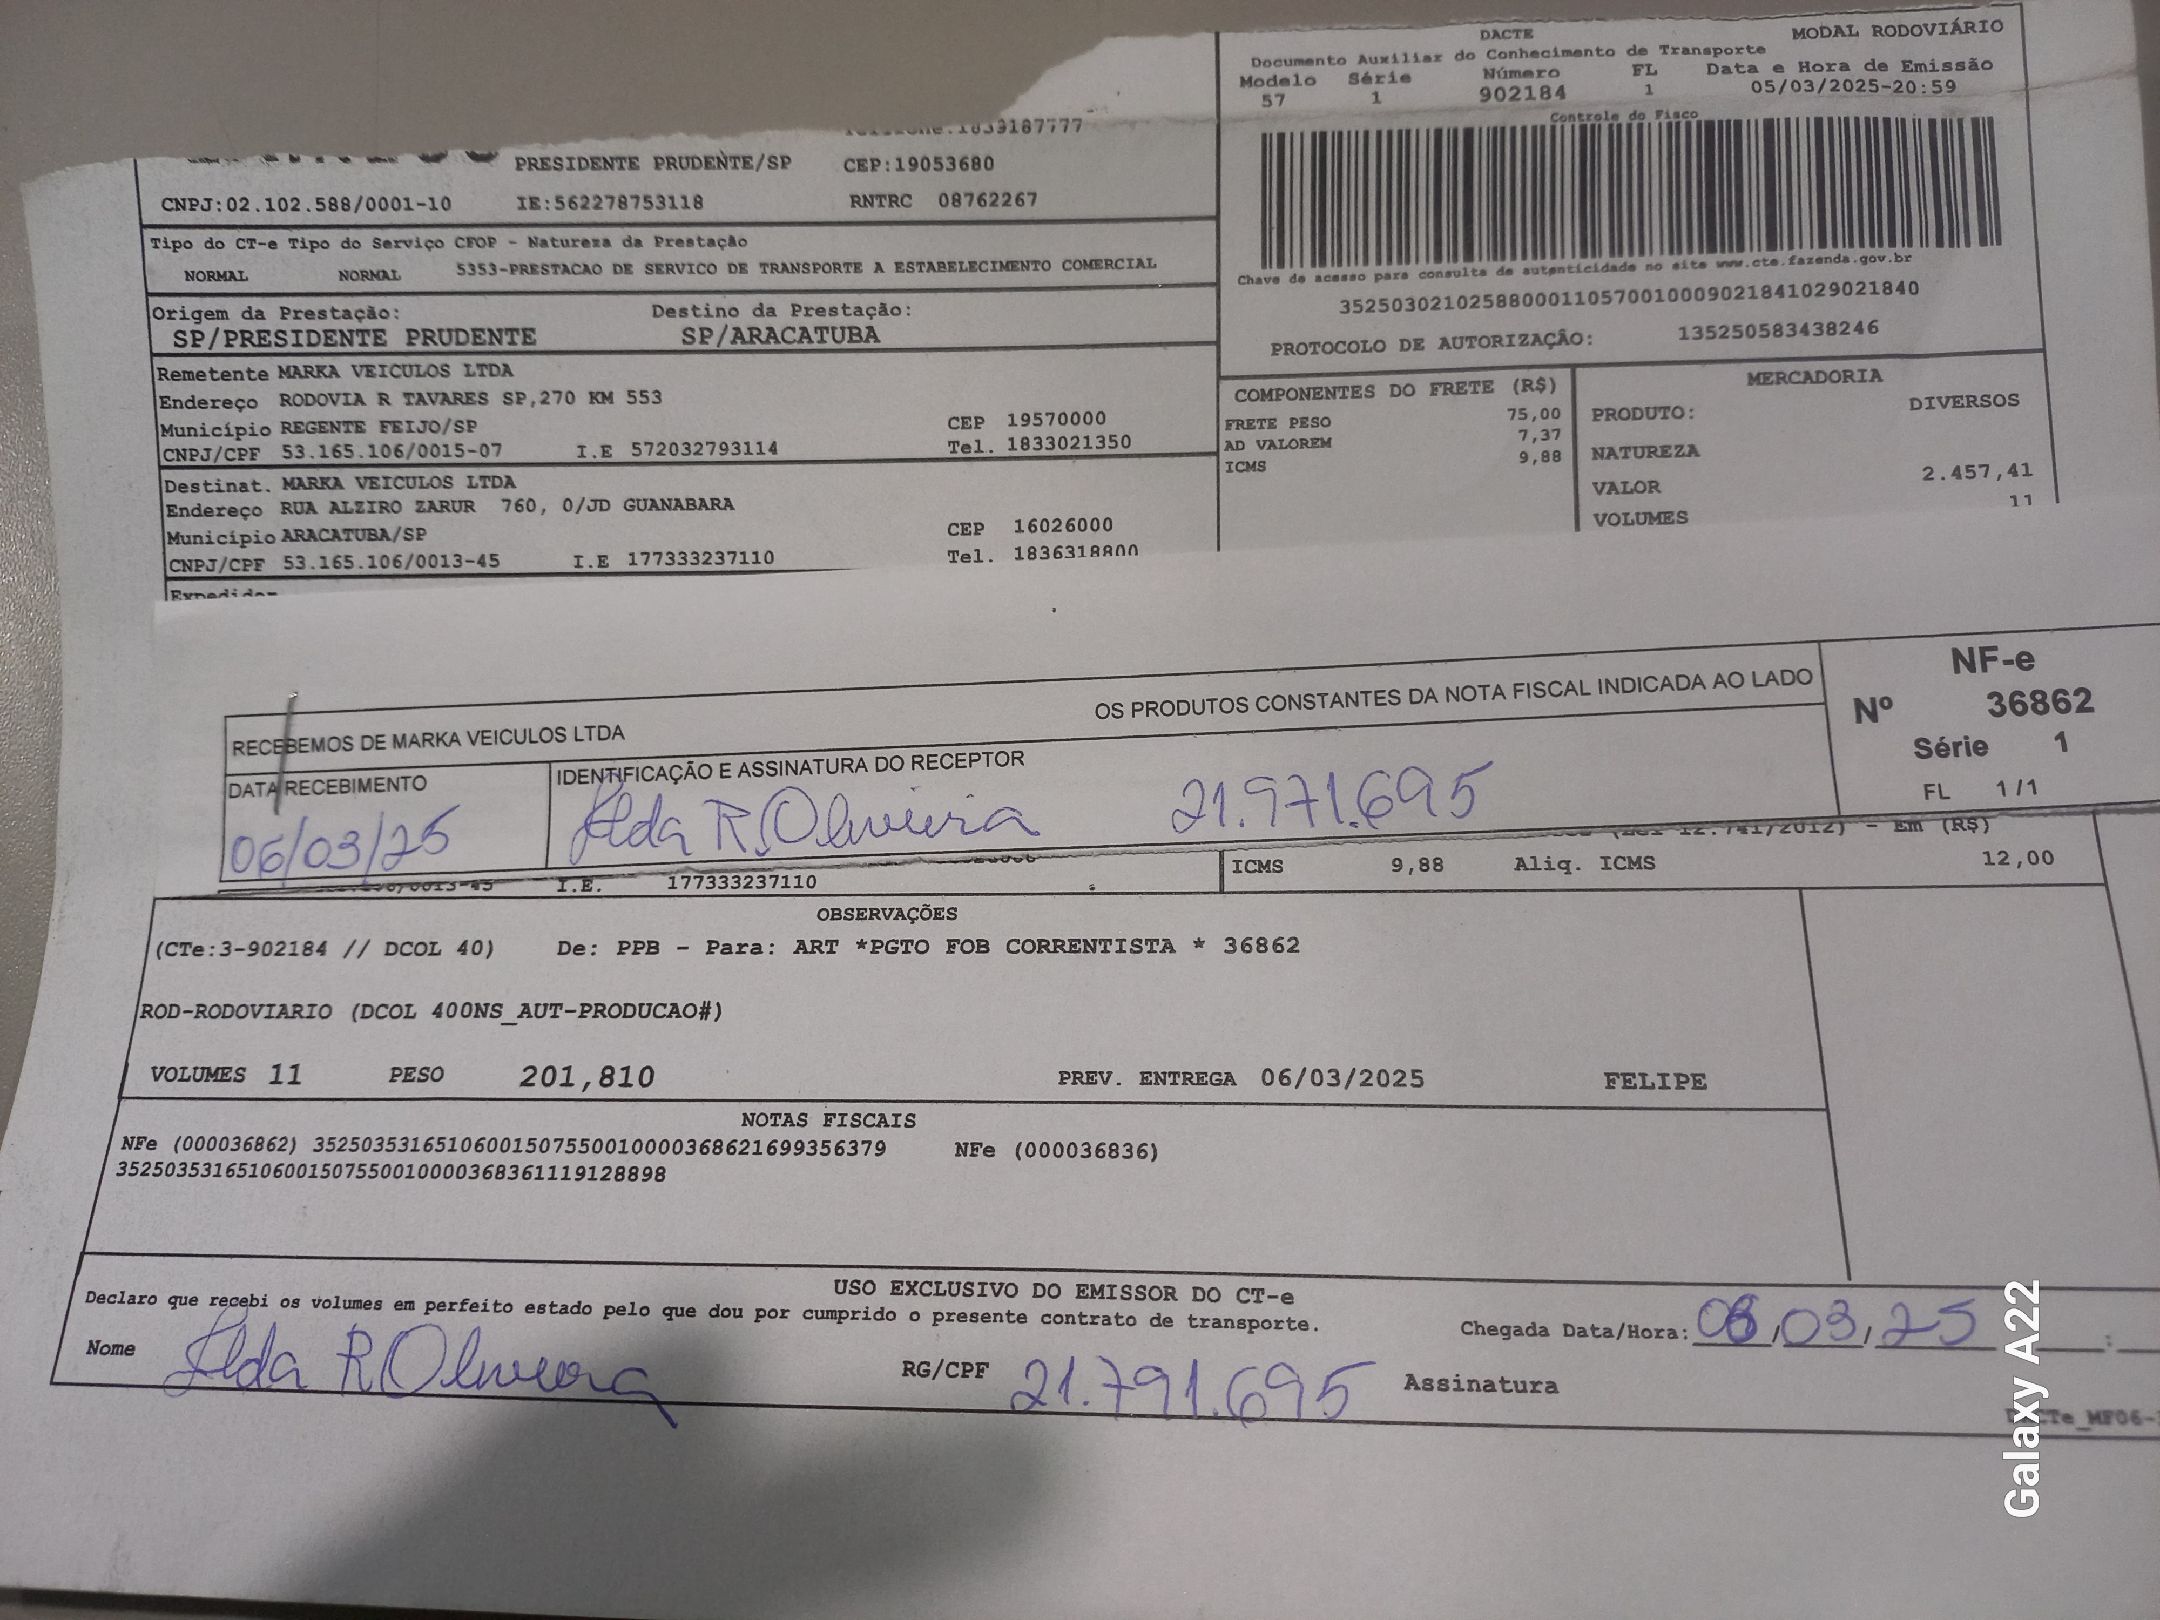 DACTE
MODAL RODOVIÁRIO
Documento Auxiliar do Conhecimento de Transporte
Modelo Série Número FL Data e Hora de Emissão
57 1 902184 1 05/03/2025-20:59
Controle do Fisco
PRESIDENTE PRUDENTE/SP CEP:19053680
CNPJ:02.102.588/0001-10 IE:562278753118 RNTRC 08762267
Tipo do CT-e Tipo do Serviço CFOP - Natureza da Prestação
NORMAL NORMAL 5353-PRESTACAO DE SERVICO DE TRANSPORTE A ESTABELECIMENTO COMERCIAL
Chave de acesso para consulta de autenticidade no site www.cte.fazenda.gov.br
35250302102588000110570010009021841029021840
PROTOCOLO DE AUTORIZAÇÂO: 135250583438246
Origem da Prestação: Destino da Prestação:
SP/PRESIDENTE PRUDENTE SP/ARACATUBA
Remetente MARKA VEICULOS LTDA
Endereço RODOVIA R TAVARES SP,270 KM 553
Município REGENTE FEIJO/SP CEP 19570000
CNPJ/CPF 53.165.106/0015-07 I.E 572032793114 Tel. 1833021350
Destinat. MARKA VEICULOS LTDA
Endereço RUA ALZIRO ZARUR 760, 0/JD GUANABARA
Município ARACATUBA/SP CEP 16026000
CNPJ/CPF 53.165.106/0013-45 I.E 177333237110 Tel. 1836318800
COMPONENTES DO FRETE (R$)
FRETE PESO 75,00
AD VALOREM 7,37
ICMS 9,88
MERCADORIA
PRODUTO: DIVERSOS
NATUREZA
VALOR 2.457,41
VOLUMES 11
RECEBEMOS DE MARKA VEICULOS LTDA OS PRODUTOS CONSTANTES DA NOTA FISCAL INDICADA AO LADO
DATA RECEBIMENTO IDENTIFICAÇÃO E ASSINATURA DO RECEPTOR
06/03/25 Ilda R. Oliveira 21.971.695
NF-e
Nº 36862
Série 1
FL 1/1
12.741/2012) - Em (R$)
I.E. 177333237110 ICMS 9,88 Aliq. ICMS 12,00
OBSERVAÇÕES
(CTe:3-902184 // DCOL 40) De: PPB - Para: ART *PGTO FOB CORRENTISTA * 36862
ROD-RODOVIARIO (DCOL 400NS_AUT-PRODUCAO#)
VOLUMES 11 PESO 201,810 PREV. ENTREGA 06/03/2025 FELIPE
NOTAS FISCAIS
NFe (000036862) 35250353165106001507550010000368621699356379 NFe (000036836)
35250353165106001507550010000368361119128898
USO EXCLUSIVO DO EMISSOR DO CT-e
Declaro que recebi os volumes em perfeito estado pelo que dou por cumprido o presente contrato de transporte.
Chegada Data/Hora: 06/03/25 :
Nome Ilda R Oliveira RG/CPF 21.791.695 Assinatura
Galaxy A22